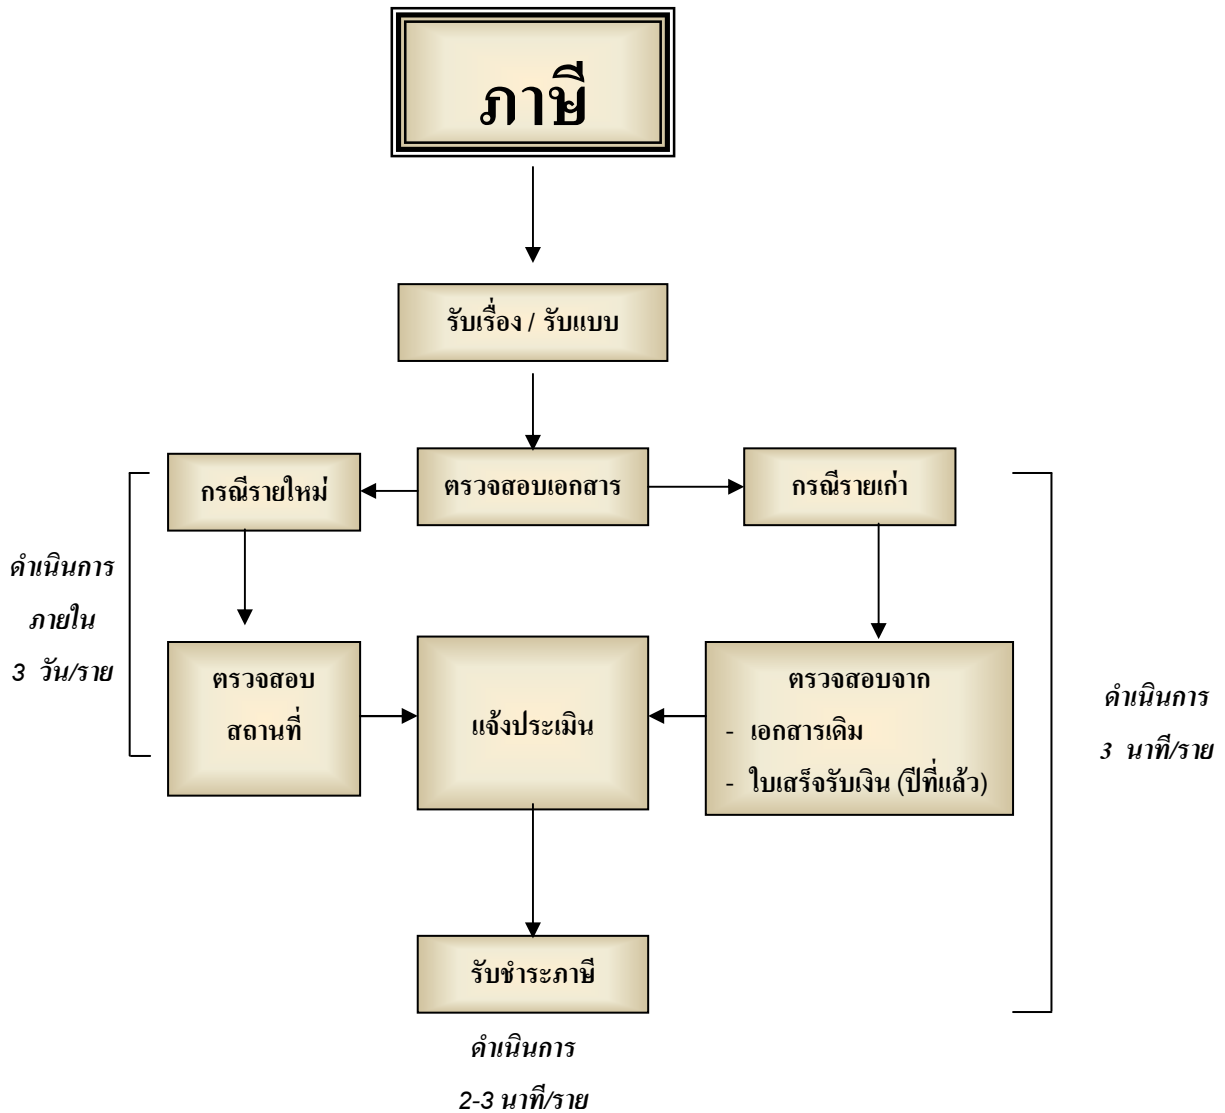 ภาษี
รับเรื่อง / รับแบบ
กรณีรายใหม่
ตรวจสอบเอกสาร
กรณีรายเก่า
ดำเนินการ
ภายใน
3 วัน/ราย
ตรวจสอบ
สถานที่
แจ้งประเมิน
ตรวจสอบจาก
- เอกสารเดิม
- ใบเสร็จรับเงิน (ปีที่แล้ว)
ดำเนินการ
3 นาที/ราย
รับชำระภาษี
ดำเนินการ
2-3 นาที/ราย